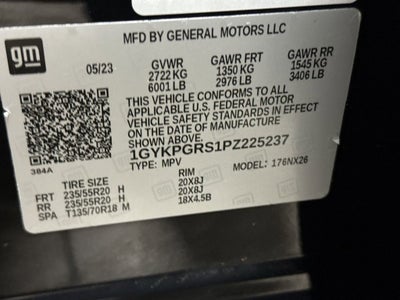 MFD BY GENERAL MOTORS LLC
gm
05/23
GVWR GAWR FRT GAWR RR
2722 KG 1350 KG 1545 KG
6001 LB 2976 LB 3406 LB
THIS VEHICLE CONFORMS TO ALL
APPLICABLE U.S. FEDERAL MOTOR
VEHICLE SAFETY STANDARDS IN EFFECT
ON THE DATE OF MANUFACTURE SHOWN ABOVE.
1GYKPGRS1PZ225237
TYPE: MPV MODEL: 176NX26
384A
TIRE SIZE RIM
FRT 235/55R20 H 20X8J
RR 235/55R20 H 20X8J
SPA T135/70R18 M 18X4.5B